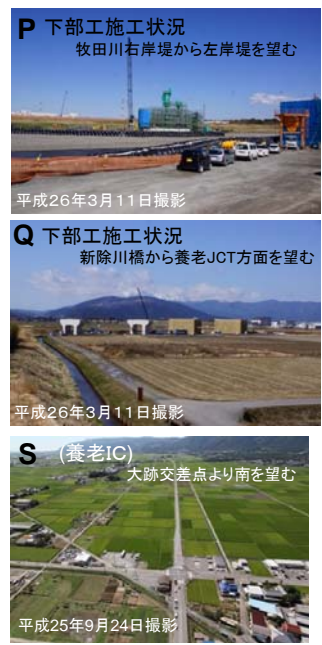 P 下部工施工状況
牧田川右岸堤から左岸堤を望む
平成26年3月11日撮影
Q 下部工施工状況
新除川橋から養老JCT方面を望む
平成26年3月11日撮影
S (養老IC)
大跡交差点より南を望む
平成25年9月24日撮影